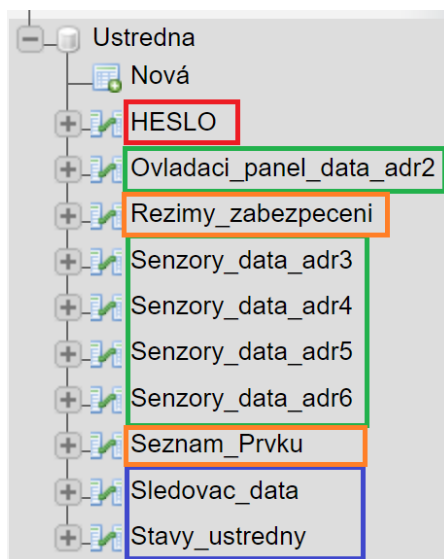 Ustredna
Nová
HESLO
Ovladaci_panel_data_adr2
Rezimy_zabezpeceni
Senzory_data_adr3
Senzory_data_adr4
Senzory_data_adr5
Senzory_data_adr6
Seznam_Prvku
Sledovac_data
Stavy_ustredny